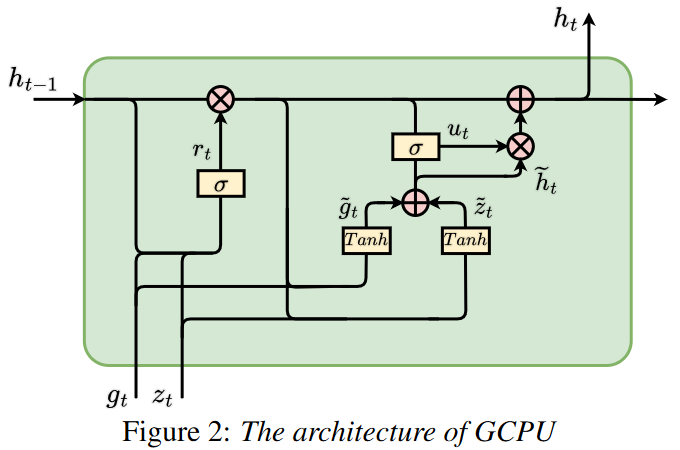 h_t
h_{t-1}
u_t
r_t
σ
σ
h̃_t
g̃_t
z̃_t
Tanh
Tanh
g_t
z_t
Figure 2: The architecture of GCPU